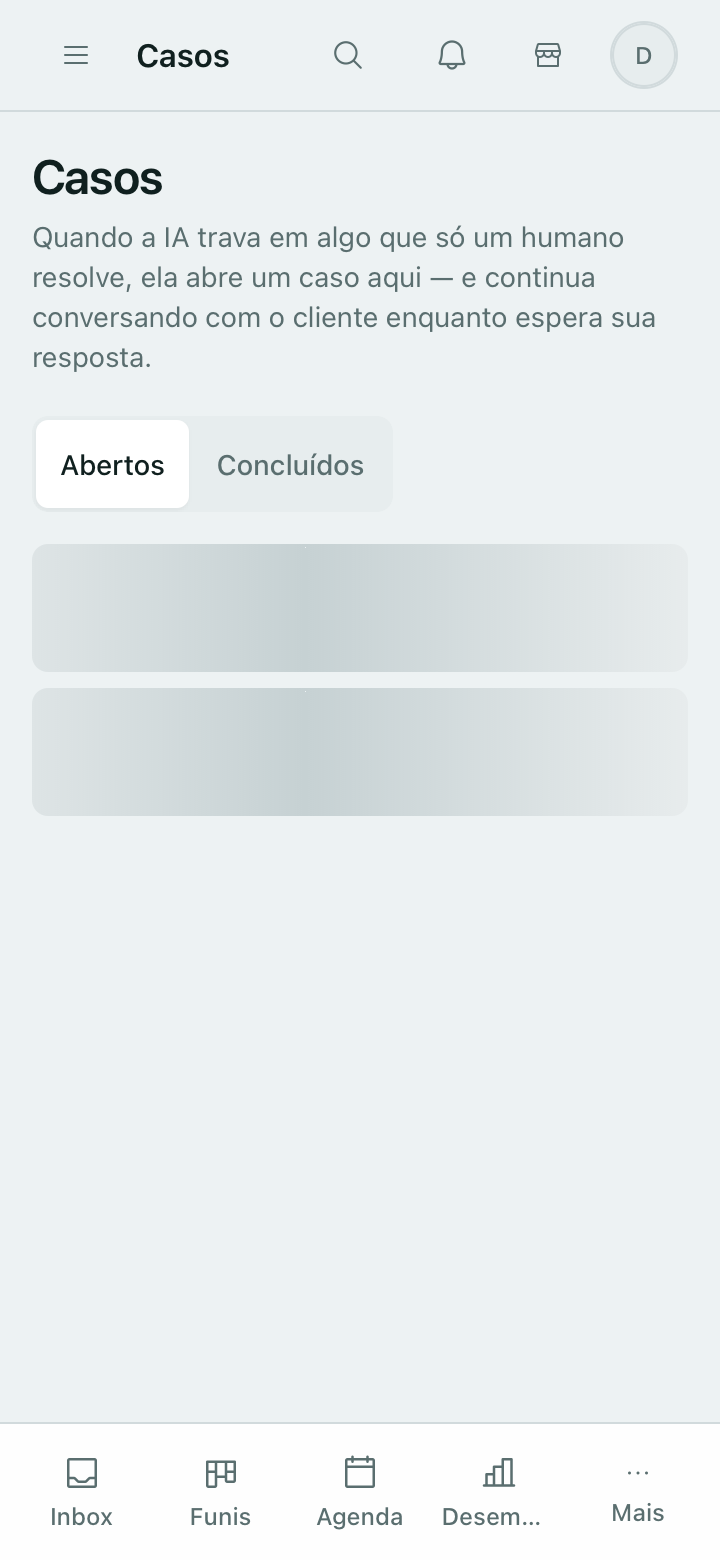 Casos
D
Casos
Quando a IA trava em algo que só um humano
resolve, ela abre um caso aqui — e continua
conversando com o cliente enquanto espera sua
resposta.
Abertos
Concluídos
Inbox
Funis
Agenda
Desem...
Mais